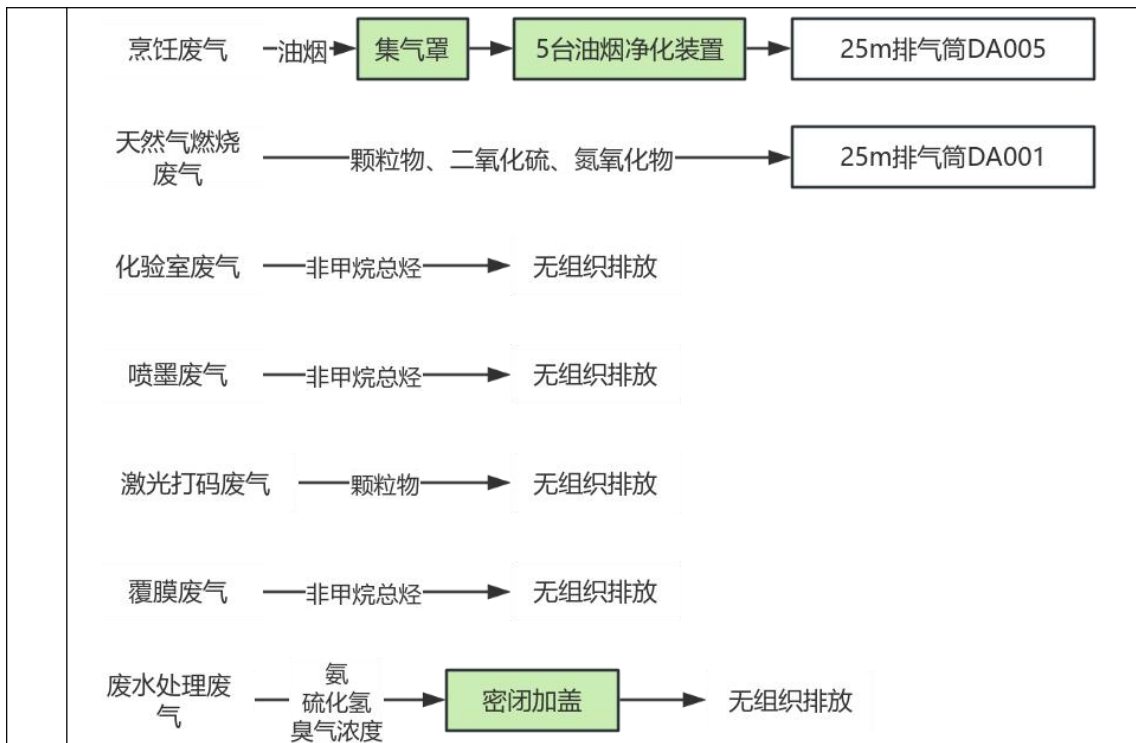 烹饪废气 油烟 集气罩 5台油烟净化装置 25m排气筒DA005
天然气燃烧
废气
颗粒物、二氧化硫、氮氧化物 25m排气筒DA001
化验室废气 非甲烷总烃 无组织排放
喷墨废气 非甲烷总烃 无组织排放
激光打码废气 颗粒物 无组织排放
覆膜废气 非甲烷总烃 无组织排放
废水处理废
气
氨
硫化氢
臭气浓度
密闭加盖 无组织排放